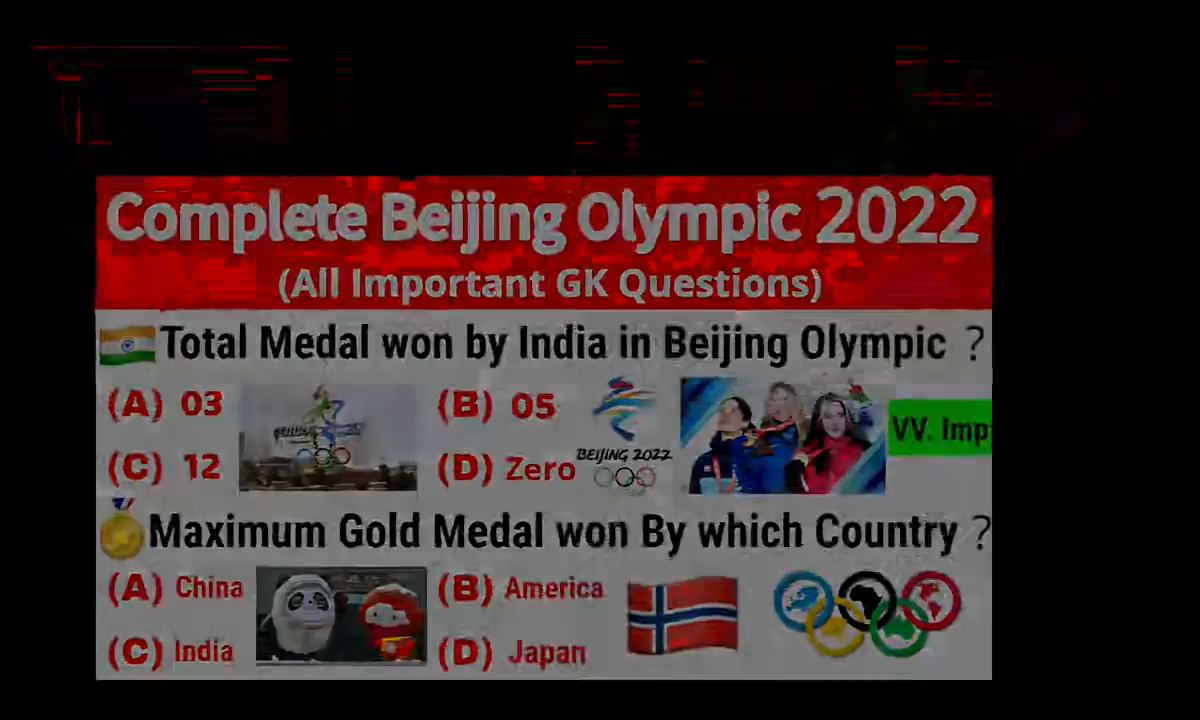 Complete Beijing Olympic 2022
(All Important GK Questions)
Total Medal won by India in Beijing Olympic ?
(A) 03 (B) 05
VV. Imp
(C) 12 (D) Zero
BEIJING 2022
Maximum Gold Medal won By which Country ?
(A) China (B) America
(C) India (D) Japan